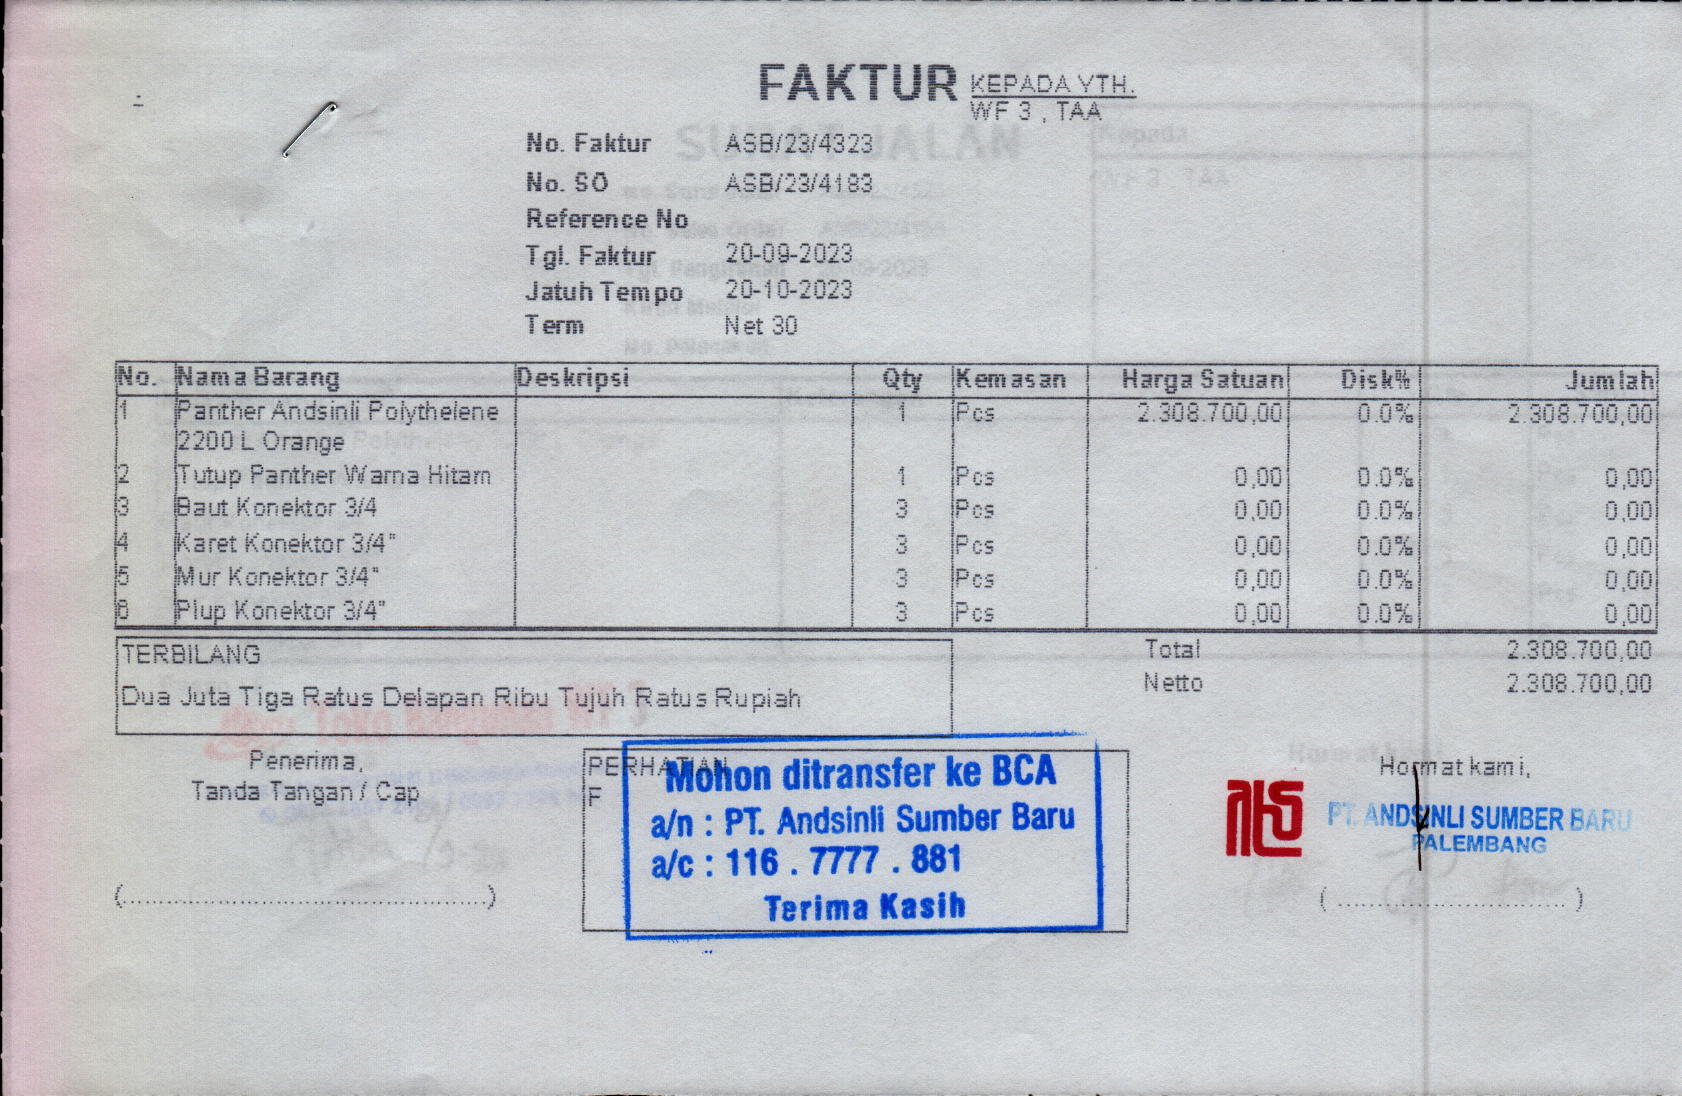 FAKTUR
KEPADA YTH.
WF 3 , TAA
No. Faktur ASB/23/4323
No. SO ASB/23/4183
Reference No
Tgl. Faktur 20-09-2023
Jatuh Tempo 20-10-2023
Term Net 30
No. Nama Barang Deskripsi Qty Kemasan Harga Satuan Disk% Jumlah
1 Panther Andsinli Polythelene 1 Pcs 2.308.700,00 0.0% 2.308.700,00
2200 L Orange
2 Tutup Panther Warna Hitam 1 Pcs 0,00 0.0% 0,00
3 Baut Konektor 3/4 3 Pcs 0,00 0.0% 0,00
4 Karet Konektor 3/4" 3 Pcs 0,00 0.0% 0,00
5 Mur Konektor 3/4" 3 Pcs 0,00 0.0% 0,00
6 Plup Konektor 3/4" 3 Pcs 0,00 0.0% 0,00
TERBILANG
Dua Juta Tiga Ratus Delapan Ribu Tujuh Ratus Rupiah
Total 2.308.700,00
Netto 2.308.700,00
Penerima,
Tanda Tangan / Cap
(..........................................)
PERHATIAN
F
Mohon ditransfer ke BCA
a/n : PT. Andsinli Sumber Baru
a/c : 116 . 7777 . 881
Terima Kasih
Hormat kami,
PT. ANDSINLI SUMBER BARU
PALEMBANG
( ............................ )